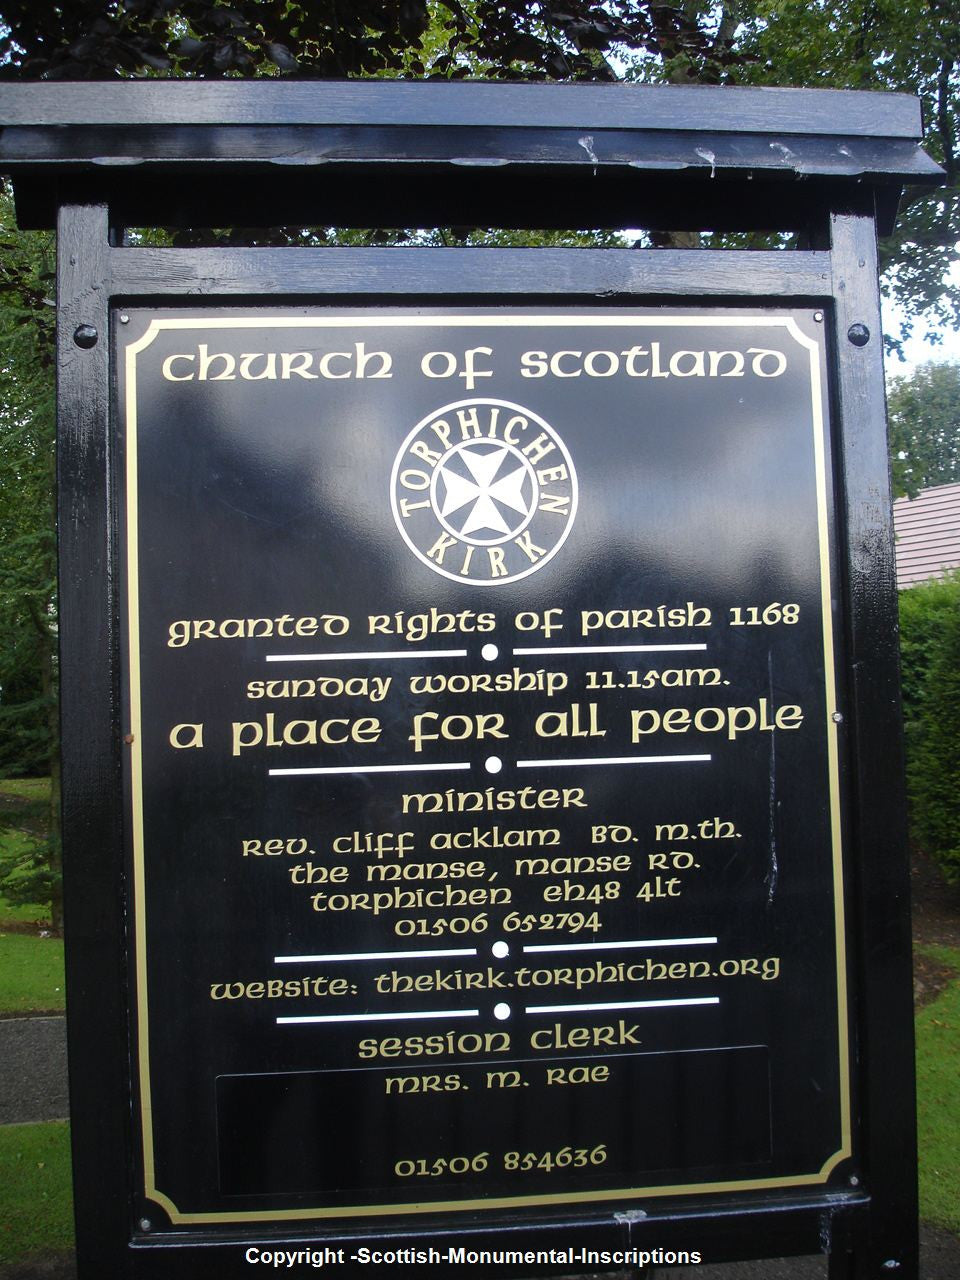 church of scotland
TORPHICHEN
KIRK
granted rights of parish 1168
sunday worship 11.15am.
a place for all people
minister
rev. cliff acklam BD. m.th.
the manse, manse rd.
torphichen eh48 4lt
01506 652794
website: thekirk.torphichen.org
session clerk
mrs. m. rae
01506 854636
Copyright -Scottish-Monumental-Inscriptions